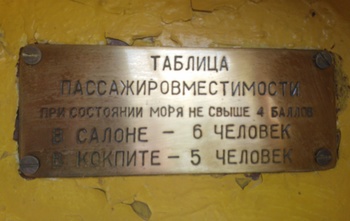 ТАБЛИЦА
ПАССАЖИРОВМЕСТИМОСТИ
ПРИ СОСТОЯНИИ МОРЯ НЕ СВЫШЕ 4 БАЛЛОВ
В САЛОНЕ – 6 ЧЕЛОВЕК
В КОКПИТЕ – 5 ЧЕЛОВЕК